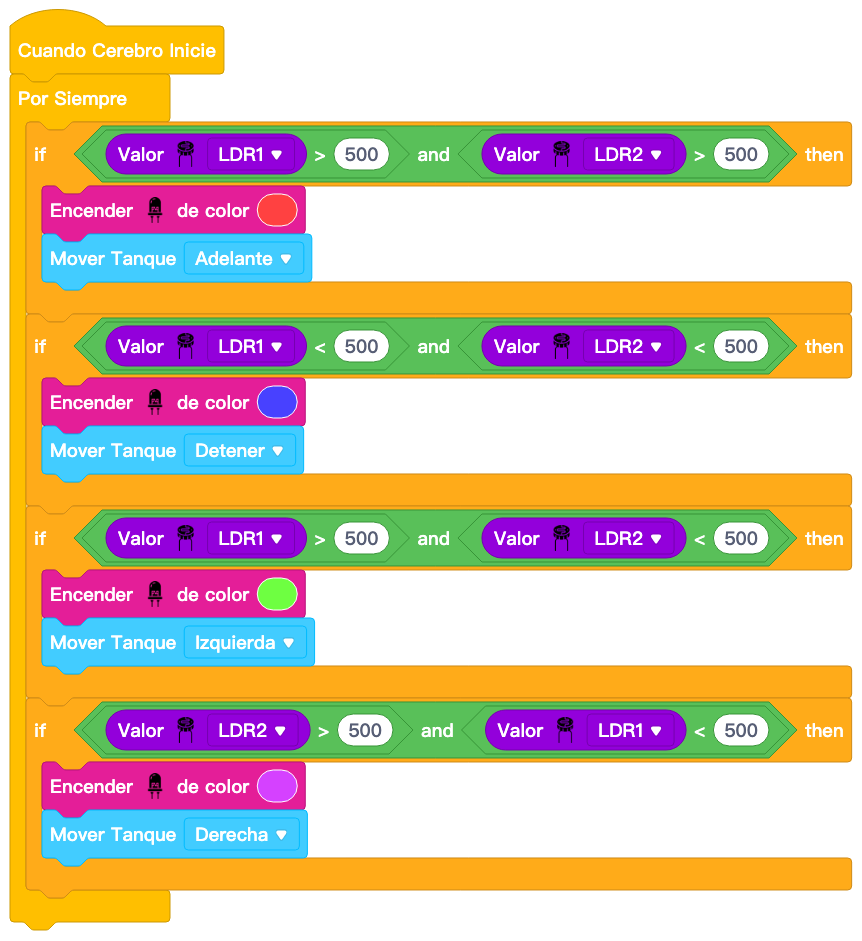 Cuando Cerebro Inicie
Por Siempre
if Valor LDR1 > 500 and Valor LDR2 > 500 then
Encender de color
Mover Tanque Adelante
if Valor LDR1 < 500 and Valor LDR2 < 500 then
Encender de color
Mover Tanque Detener
if Valor LDR1 > 500 and Valor LDR2 < 500 then
Encender de color
Mover Tanque Izquierda
if Valor LDR2 > 500 and Valor LDR1 < 500 then
Encender de color
Mover Tanque Derecha